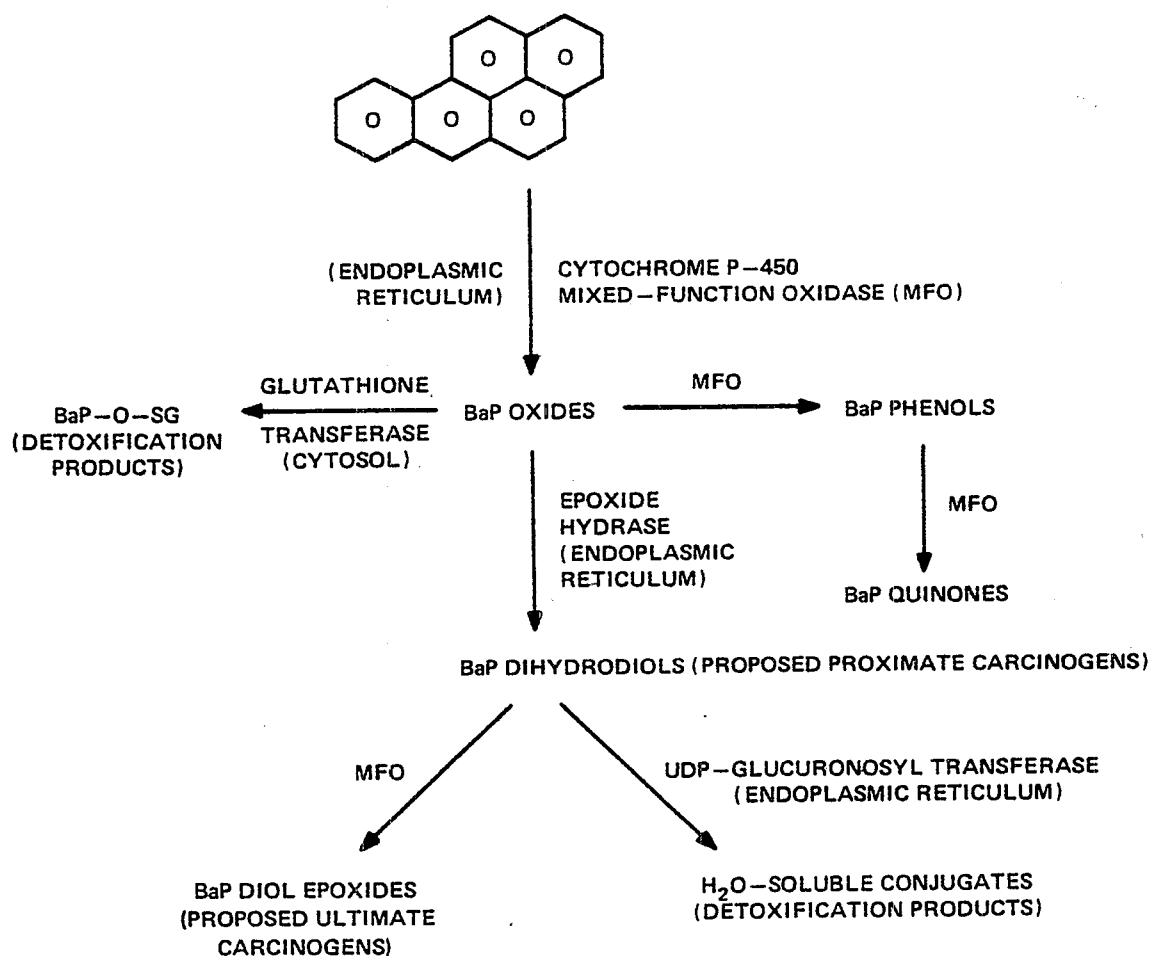 O O
O O O
(ENDOPLASMIC
RETICULUM)
CYTOCHROME P–450
MIXED–FUNCTION OXIDASE (MFO)
GLUTATHIONE
TRANSFERASE
(CYTOSOL)
BaP–O–SG
(DETOXIFICATION
PRODUCTS)
BaP OXIDES
MFO
BaP PHENOLS
EPOXIDE
HYDRASE
(ENDOPLASMIC
RETICULUM)
MFO
BaP QUINONES
BaP DIHYDRODIOLS (PROPOSED PROXIMATE CARCINOGENS)
MFO
UDP–GLUCURONOSYL TRANSFERASE
(ENDOPLASMIC RETICULUM)
BaP DIOL EPOXIDES
(PROPOSED ULTIMATE
CARCINOGENS)
H₂O–SOLUBLE CONJUGATES
(DETOXIFICATION PRODUCTS)